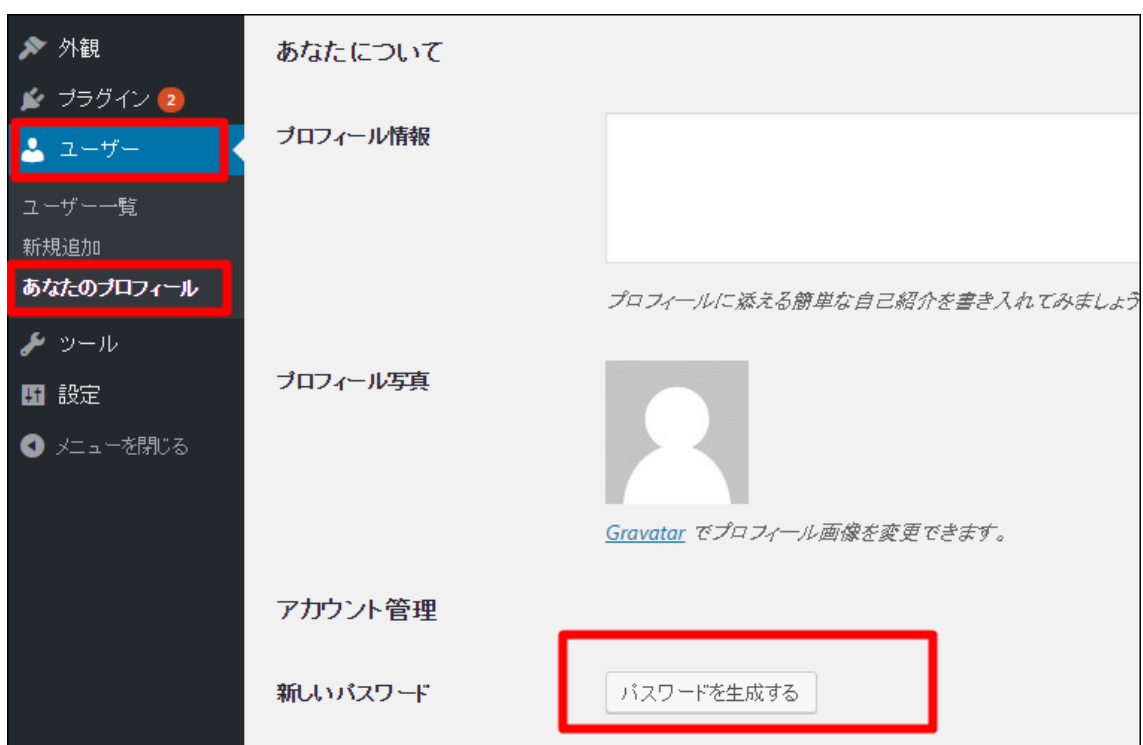 外観
プラグイン 2
ユーザー
ユーザー一覧
新規追加
あなたのプロフィール
ツール
設定
メニューを閉じる
あなたについて
プロフィール情報
プロフィールに添える簡単な自己紹介を書き入れてみましょう
プロフィール写真
Gravatar でプロフィール画像を変更できます。
アカウント管理
新しいパスワード
パスワードを生成する